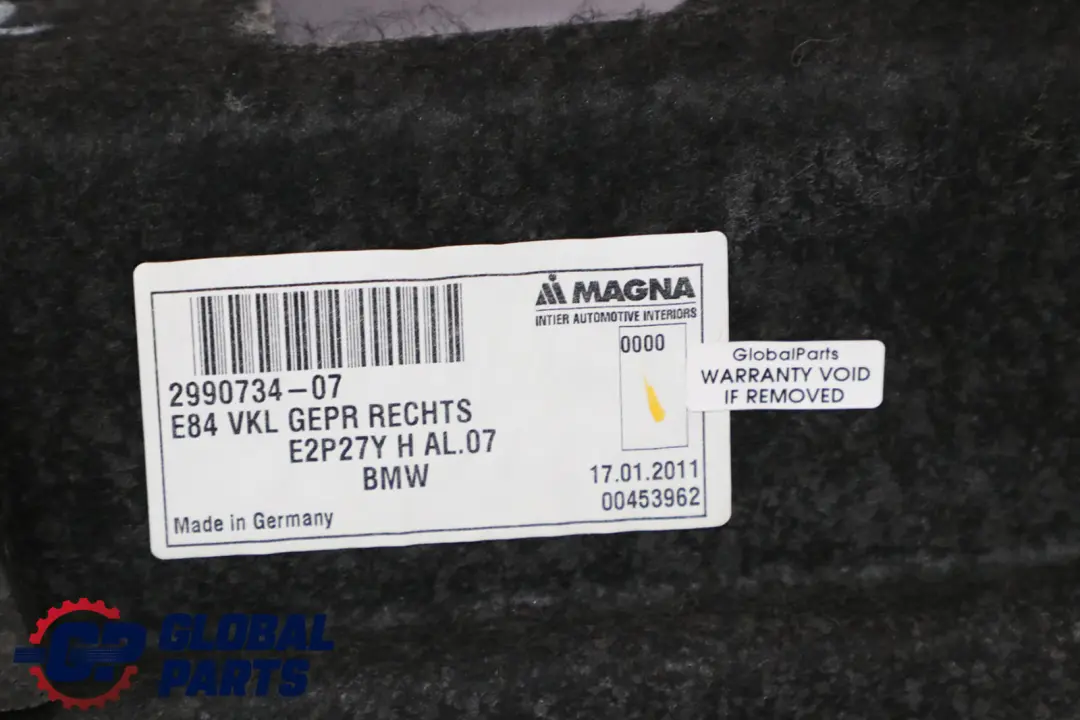 MAGNA
INTIER AUTOMOTIVE INTERIORS
0000
2990734-07
E84 VKL GEPR RECHTS
E2P27Y H AL.07
BMW
17.01.2011
00453962
Made in Germany
GlobalParts
WARRANTY VOID
IF REMOVED
GP GLOBAL
PARTS